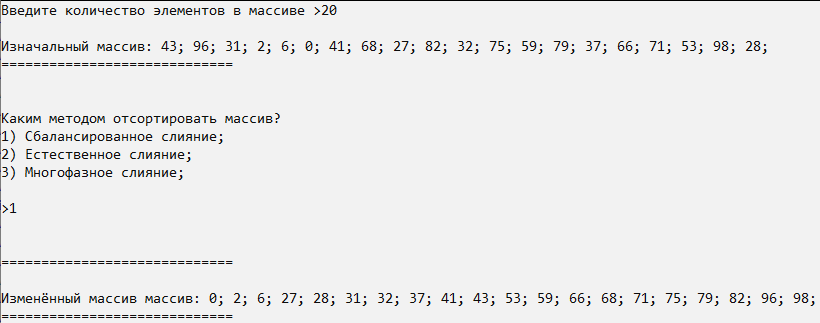 Введите количество элементов в массиве >20
Изначальный массив: 43; 96; 31; 2; 6; 0; 41; 68; 27; 82; 32; 75; 59; 79; 37; 66; 71; 53; 98; 28;
=============================
Каким методом отсортировать массив?
1) Сбалансированное слияние;
2) Естественное слияние;
3) Многофазное слияние;
>1
=============================
Изменённый массив массив: 0; 2; 6; 27; 28; 31; 32; 37; 41; 43; 53; 59; 66; 68; 71; 75; 79; 82; 96; 98;
=============================